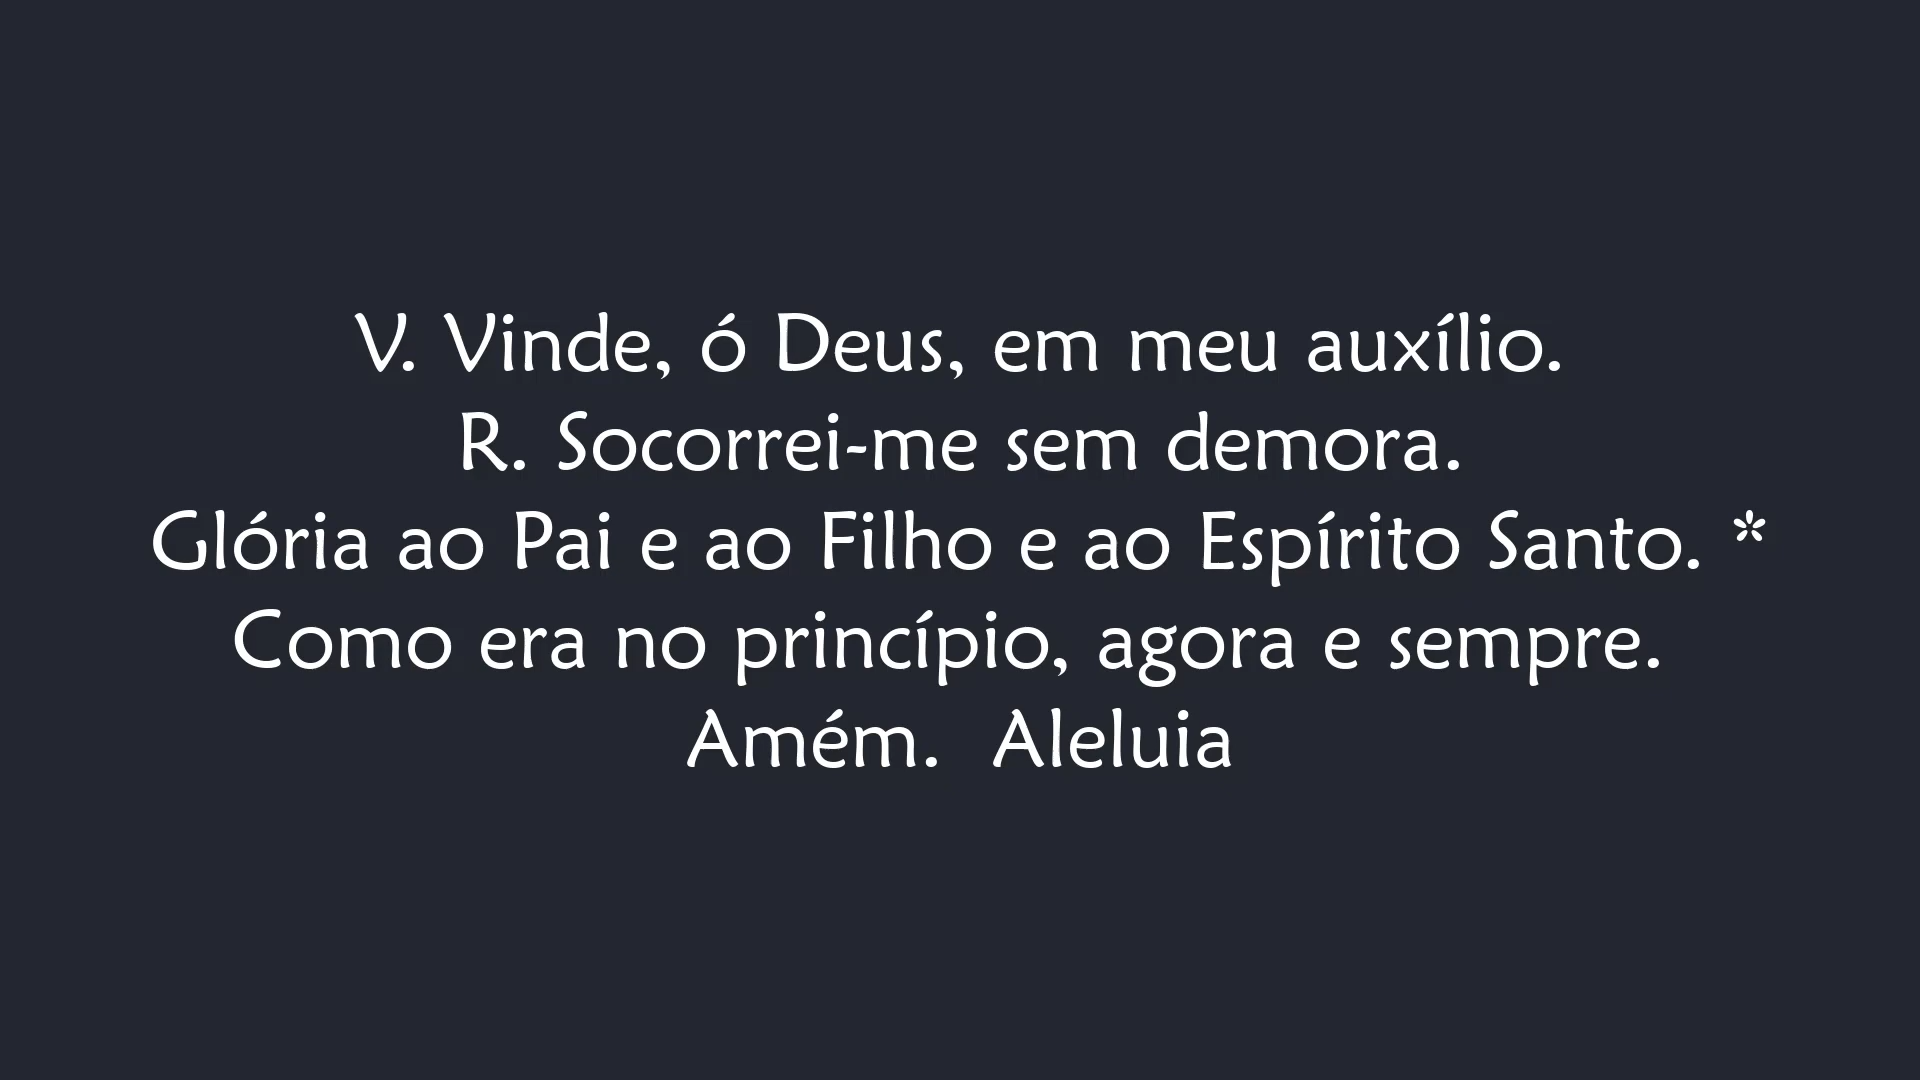 V. Vinde, ó Deus, em meu auxílio.
R. Socorrei-me sem demora.
Glória ao Pai e ao Filho e ao Espírito Santo. *
Como era no princípio, agora e sempre.
Amém.  Aleluia